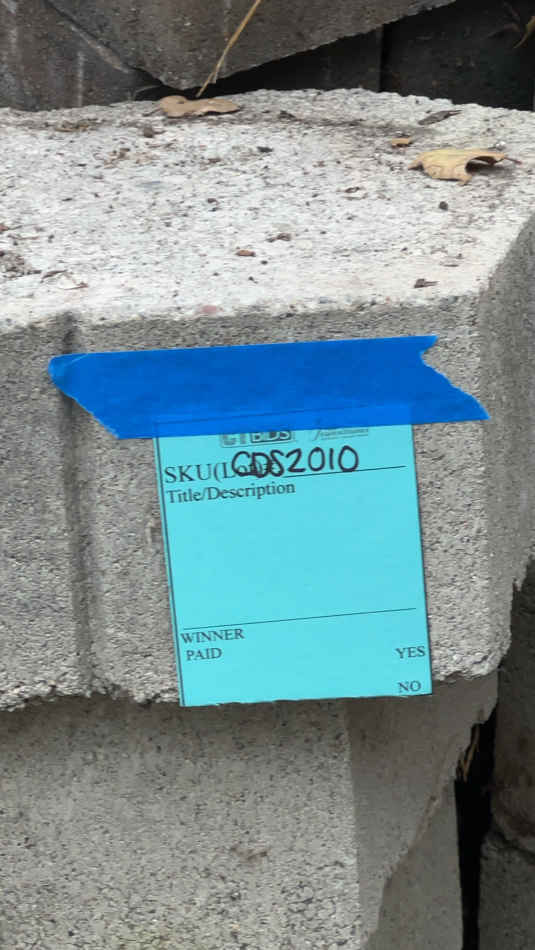 CTBIDS
SKU(Lot)# CDS2010
Title/Description
WINNER
PAID YES
NO